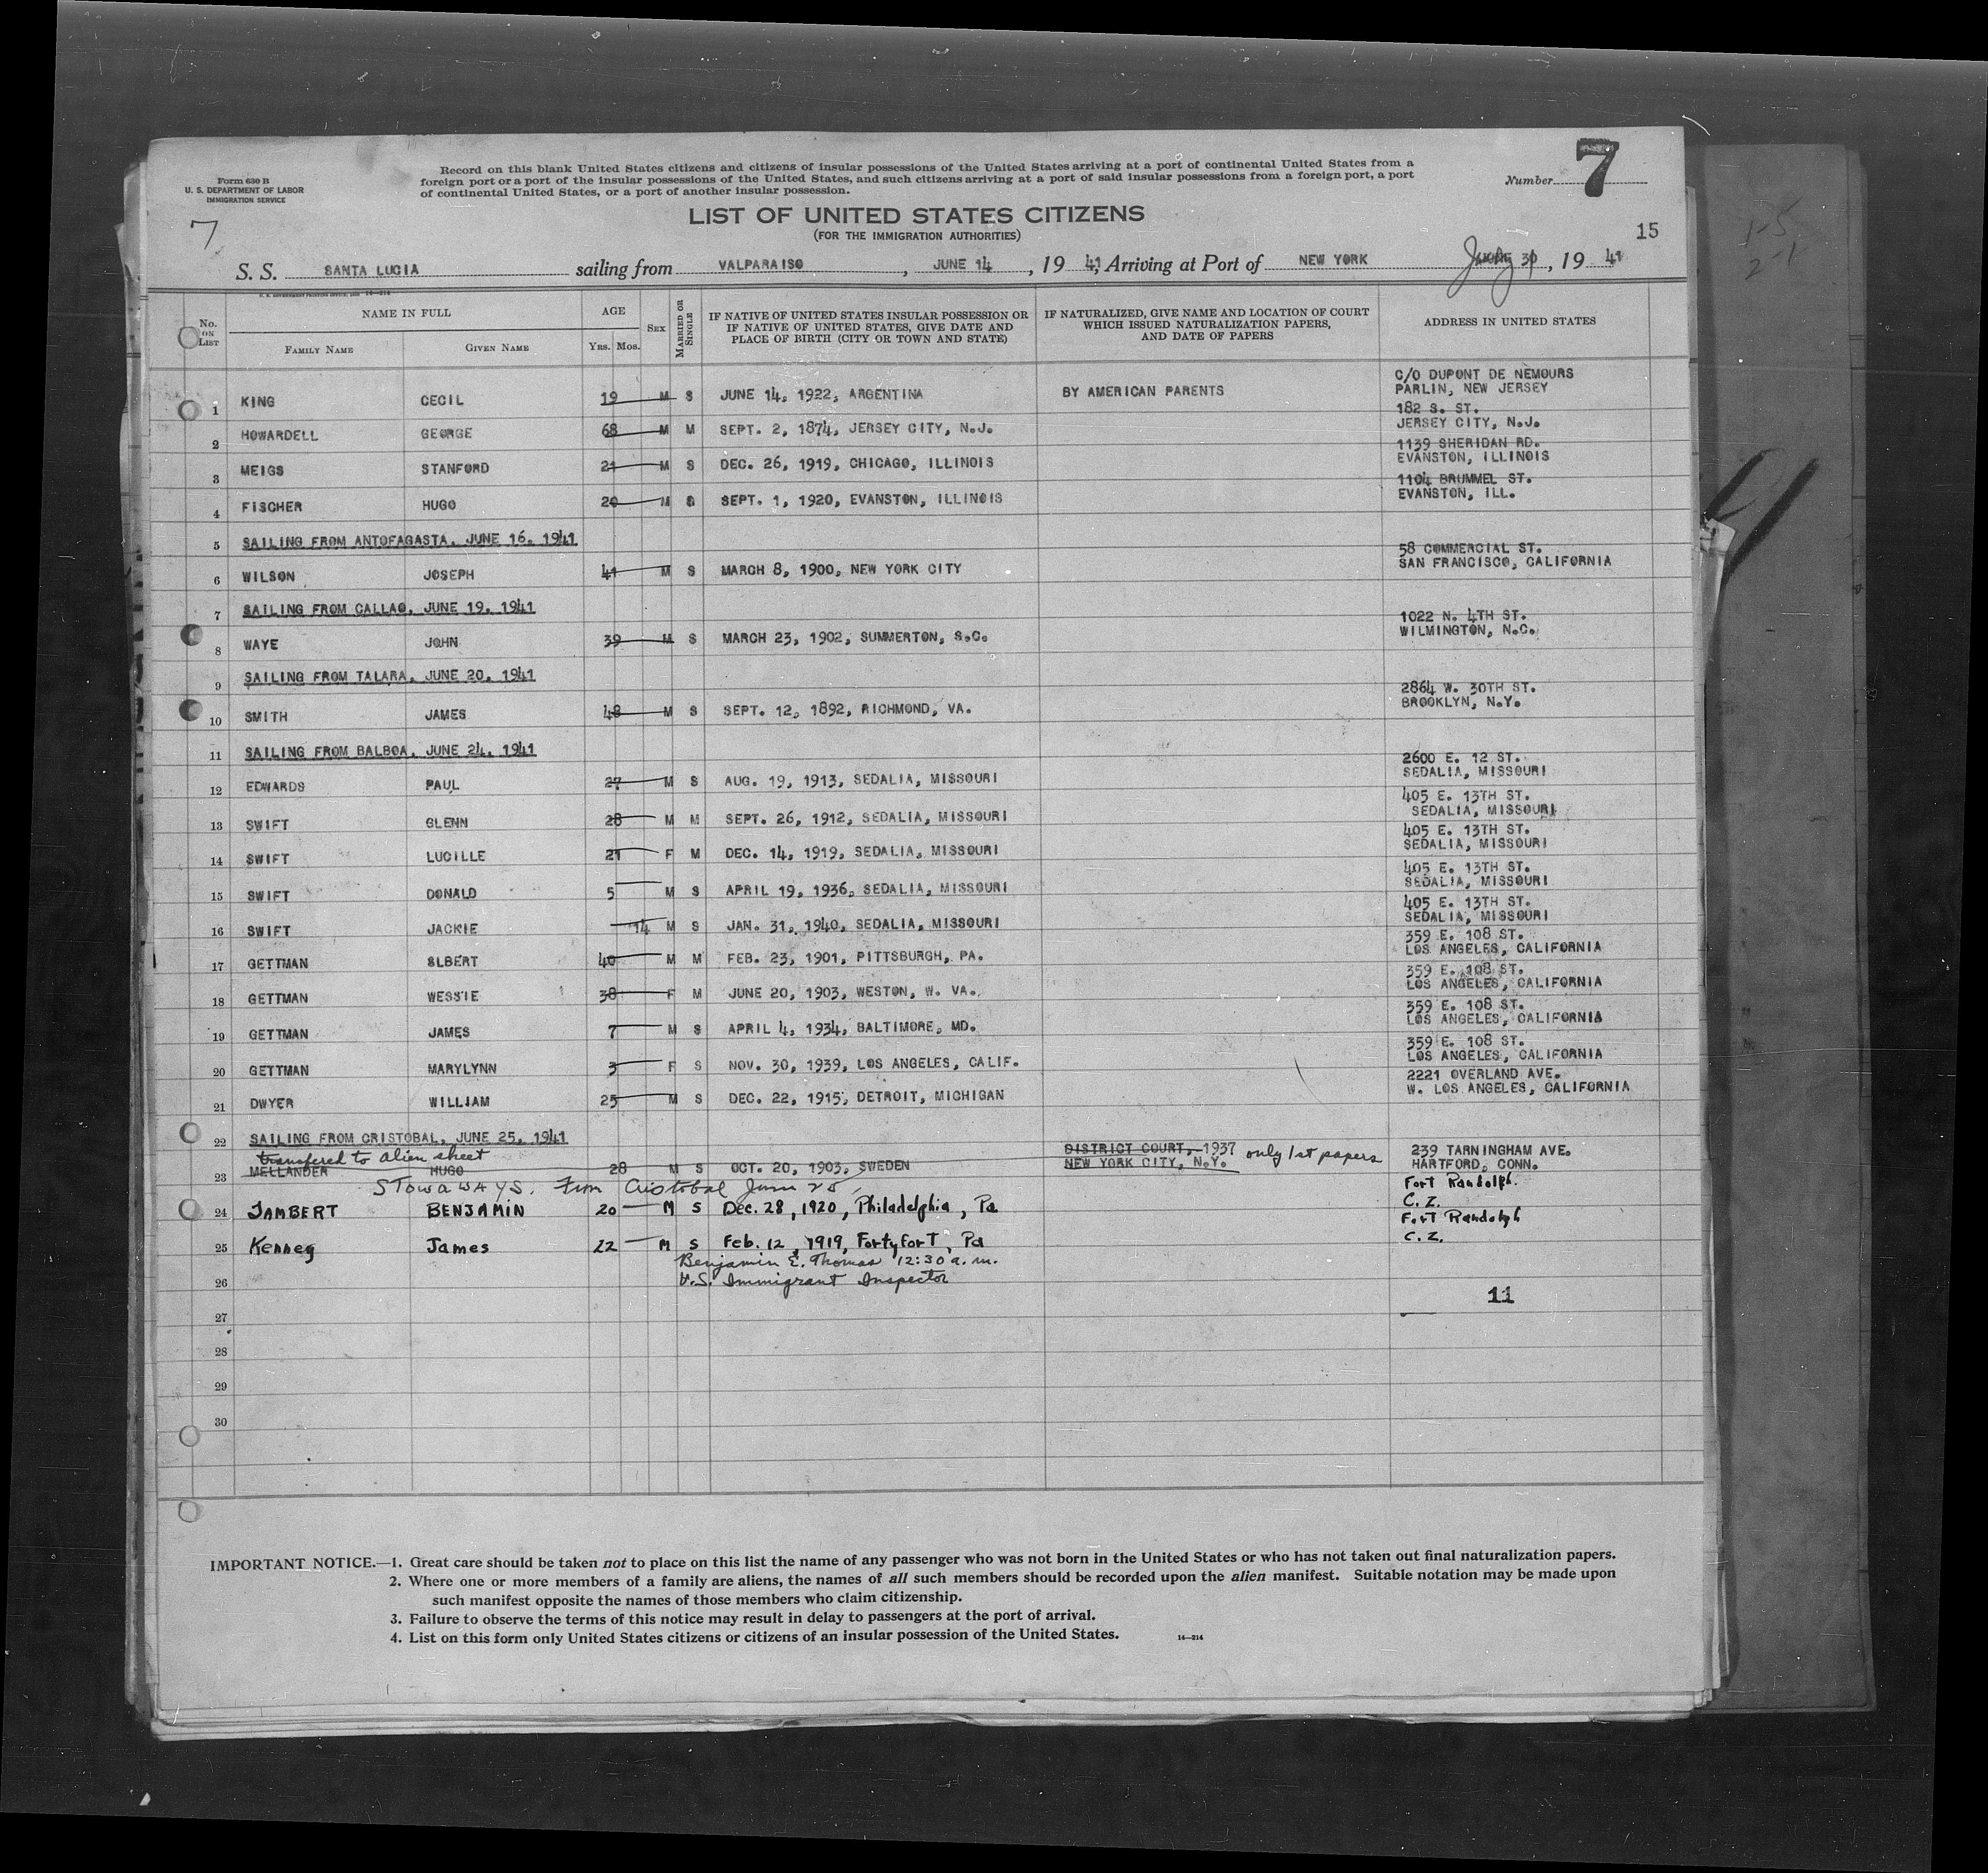 Form 630 B
U. S. DEPARTMENT OF LABOR
IMMIGRATION SERVICE
Record on this blank United States citizens and citizens of insular possessions of the United States arriving at a port of continental United States from a
foreign port or a port of the insular possessions of the United States, and such citizens arriving at a port of said insular possessions from a foreign port, a port
of continental United States, or a port of another insular possession.
Number 7
7
LIST OF UNITED STATES CITIZENS
(FOR THE IMMIGRATION AUTHORITIES)
15
S. S. SANTA LUCIA sailing from VALPARAISO, JUNE 14, 1941, Arriving at Port of NEW YORK July 1941
No. ON LIST NAME IN FULL FAMILY NAME GIVEN NAME AGE YRS. MOS. SEX MARRIED OR SINGLE IF NATIVE OF UNITED STATES INSULAR POSSESSION OR IF NATIVE OF UNITED STATES, GIVE DATE AND PLACE OF BIRTH (CITY OR TOWN AND STATE) IF NATURALIZED, GIVE NAME AND LOCATION OF COURT WHICH ISSUED NATURALIZATION PAPERS, AND DATE OF PAPERS ADDRESS IN UNITED STATES
1 KING CECIL 19 M S JUNE 14, 1922, ARGENTINA BY AMERICAN PARENTS C/O DUPONT DE NEMOURS PARLIN, NEW JERSEY
2 HOWARDELL GEORGE 68 M M SEPT. 2, 1874, JERSEY CITY, N.J. 182 S. ST. JERSEY CITY, N.J.
3 MEIGS STANFORD 21 M S DEC. 26, 1919, CHICAGO, ILLINOIS 1139 SHERIDAN RD. EVANSTON, ILLINOIS
4 FISCHER HUGO 20 M SEPT. 1, 1920, EVANSTON, ILLINOIS 1104 BRUMMEL ST. EVANSTON, ILL.
5 SAILING FROM ANTOFAGASTA, JUNE 16, 1941
6 WILSON JOSEPH 41 M S MARCH 8, 1900, NEW YORK CITY 58 COMMERCIAL ST. SAN FRANCISCO, CALIFORNIA
7 SAILING FROM CALLAO, JUNE 19, 1941
8 WAYE JOHN 39 M S MARCH 23, 1902, SUMMERTON, S.C. 1022 N. 4TH ST. WILMINGTON, N.C.
9 SAILING FROM TALARA, JUNE 20, 1941
10 SMITH JAMES 48 M S SEPT. 12, 1892, RICHMOND, VA. 2864 W. 30TH ST. BROOKLYN, N.Y.
11 SAILING FROM BALBOA, JUNE 24, 1941
12 EDWARDS PAUL 27 M S AUG. 19, 1913, SEDALIA, MISSOURI 2600 E. 12 ST. SEDALIA, MISSOURI
13 SWIFT GLENN 28 M M SEPT. 26, 1912, SEDALIA, MISSOURI 405 E. 13TH ST. SEDALIA, MISSOURI
14 SWIFT LUCILLE 21 F M DEC. 14, 1919, SEDALIA, MISSOURI 405 E. 13TH ST. SEDALIA, MISSOURI
15 SWIFT DONALD 5 M S APRIL 19, 1936, SEDALIA, MISSOURI 405 E. 13TH ST. SEDALIA, MISSOURI
16 SWIFT JACKIE 14 M S JAN. 31, 1940, SEDALIA, MISSOURI 405 E. 13TH ST. SEDALIA, MISSOURI
17 GETTMAN SLBERT 40 M M FEB. 23, 1901, PITTSBURGH, PA. 359 E. 108 ST. LOS ANGELES, CALIFORNIA
18 GETTMAN WESSIE 38 F M JUNE 20, 1903, WESTON, W. VA. 359 E. 108 ST. LOS ANGELES, CALIFORNIA
19 GETTMAN JAMES 7 M S APRIL 4, 1934, BALTIMORE, MD. 359 E. 108 ST. LOS ANGELES, CALIFORNIA
20 GETTMAN MARYLYNN 3 F S NOV. 30, 1939, LOS ANGELES, CALIF. 359 E. 108 ST. LOS ANGELES, CALIFORNIA
21 DWYER WILLIAM 25 M S DEC. 22, 1915, DETROIT, MICHIGAN 2221 OVERLAND AVE. W. LOS ANGELES, CALIFORNIA
22 SAILING FROM CRISTOBAL, JUNE 25, 1941
transfered to alien sheet
23 MELLANDER HUGO 28 M S OCT. 20, 1903, SWEDEN DISTRICT COURT, 1937 NEW YORK CITY, N.Y. only 1st papers 239 TARNINGHAM AVE. HARTFORD, CONN.
STOWAWAYS. From Cristobal June 25,
24 JAMBERT BENJAMIN 20 M S Dec. 28, 1920, Philadelphia, Pa Fort Randolph. C. Z.
25 Kenney James 22 M S Feb. 12, 1919, Fortyfort, Pa Fort Randolph C. Z.
Benjamin E. Thomas 12:30 a.m.
26 U.S. Immigrant Inspector
11
27
28
29
30
IMPORTANT NOTICE.—1. Great care should be taken not to place on this list the name of any passenger who was not born in the United States or who has not taken out final naturalization papers.
2. Where one or more members of a family are aliens, the names of all such members should be recorded upon the alien manifest. Suitable notation may be made upon
such manifest opposite the names of those members who claim citizenship.
3. Failure to observe the terms of this notice may result in delay to passengers at the port of arrival.
4. List on this form only United States citizens or citizens of an insular possession of the United States. 14—214